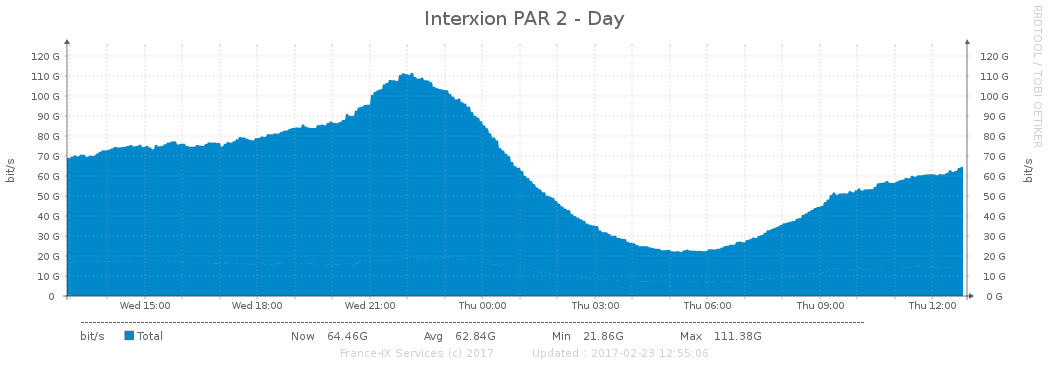 Interxion PAR 2 - Day
RRDTOOL / TOBI OETIKER
120 G 120 G
110 G 110 G
100 G 100 G
90 G 90 G
80 G 80 G
70 G 70 G
60 G 60 G
50 G 50 G
40 G 40 G
30 G 30 G
20 G 20 G
10 G 10 G
0 0 G
bit/s bit/s
Wed 15:00 Wed 18:00 Wed 21:00 Thu 00:00 Thu 03:00 Thu 06:00 Thu 09:00 Thu 12:00
bit/s Total Now 64.46G Avg 62.84G Min 21.86G Max 111.38G
France-IX Services (c) 2017 Updated : 2017-02-23 12:55:06